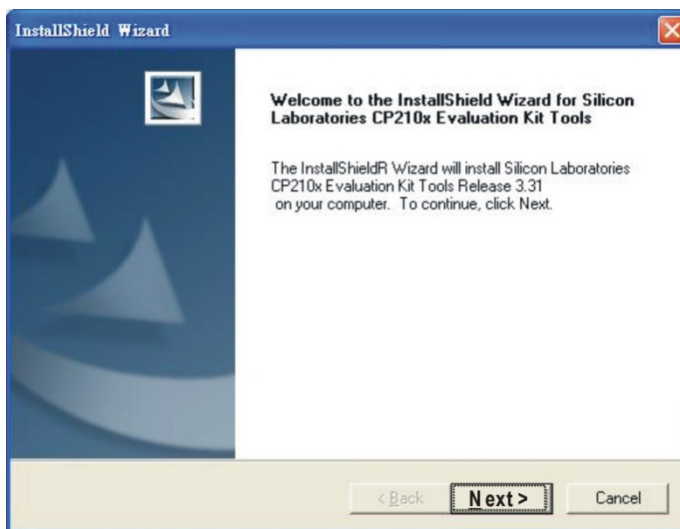 InstallShield Wizard
Welcome to the InstallShield Wizard for Silicon
Laboratories CP210x Evaluation Kit Tools
The InstallShieldR Wizard will install Silicon Laboratories
CP210x Evaluation Kit Tools Release 3.31
on your computer. To continue, click Next.
< Back
Next >
Cancel